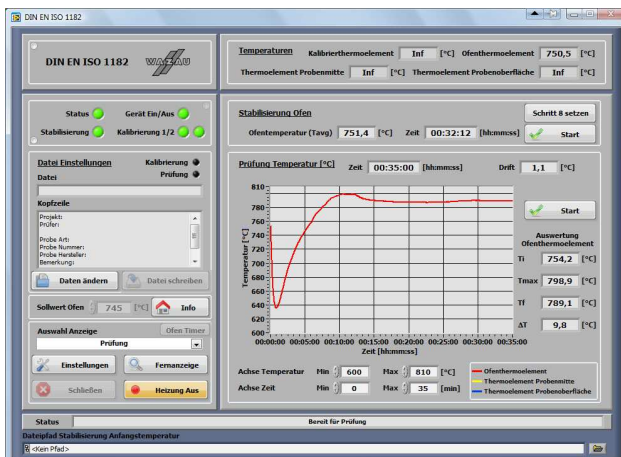 DIN EN ISO 1182
DIN EN ISO 1182
WAZAU
Temperaturen
Kalibrierthermoelement Inf [°C] Ofenthermoelement 750,5 [°C]
Thermoelement Probenmitte Inf [°C] Thermoelement Probenoberfläche Inf [°C]
Status Gerät Ein/Aus
Stabilisierung Kalibrierung 1/2
Stabilisierung Ofen
Schritt 8 setzen
Ofentemperatur (Tavg) 751,4 [°C] Zeit 00:32:12 [hh:mm:ss]
Start
Datei Einstellungen
Kalibrierung
Datei
Prüfung
Kopfzeile
Projekt:
Prüfer:
Probe Art:
Probe Nummer:
Probe Hersteller:
Bemerkung:
Daten ändern
Datei schreiben
Sollwert Ofen 745 [°C] Info
Auswahl Anzeige
Ofen Timer
Prüfung
Einstellungen
Fernanzeige
Schließen
Heizung Aus
Prüfung Temperatur [°C] Zeit 00:35:00 [hh:mm:ss] Drift 1,1 [°C]
Temperatur [°C]
810
780
760
740
720
700
680
660
640
620
600
00:00:00 00:05:00 00:10:00 00:15:00 00:20:00 00:25:00 00:30:00 00:35:00
Zeit [hh:mm:ss]
Start
Auswertung
Ofenthermoelement
Ti 754,2 [°C]
Tmax 798,9 [°C]
Tf 789,1 [°C]
ΔT 9,8 [°C]
Achse Temperatur Min 600 Max 810 [°C]
Achse Zeit Min 0 Max 35 [min]
Ofenthermoelement
Thermoelement Probenmitte
Thermoelement Probenoberfläche
Status Bereit für Prüfung
Dateipfad Stabilisierung Anfangstemperatur
<Kein Pfad>